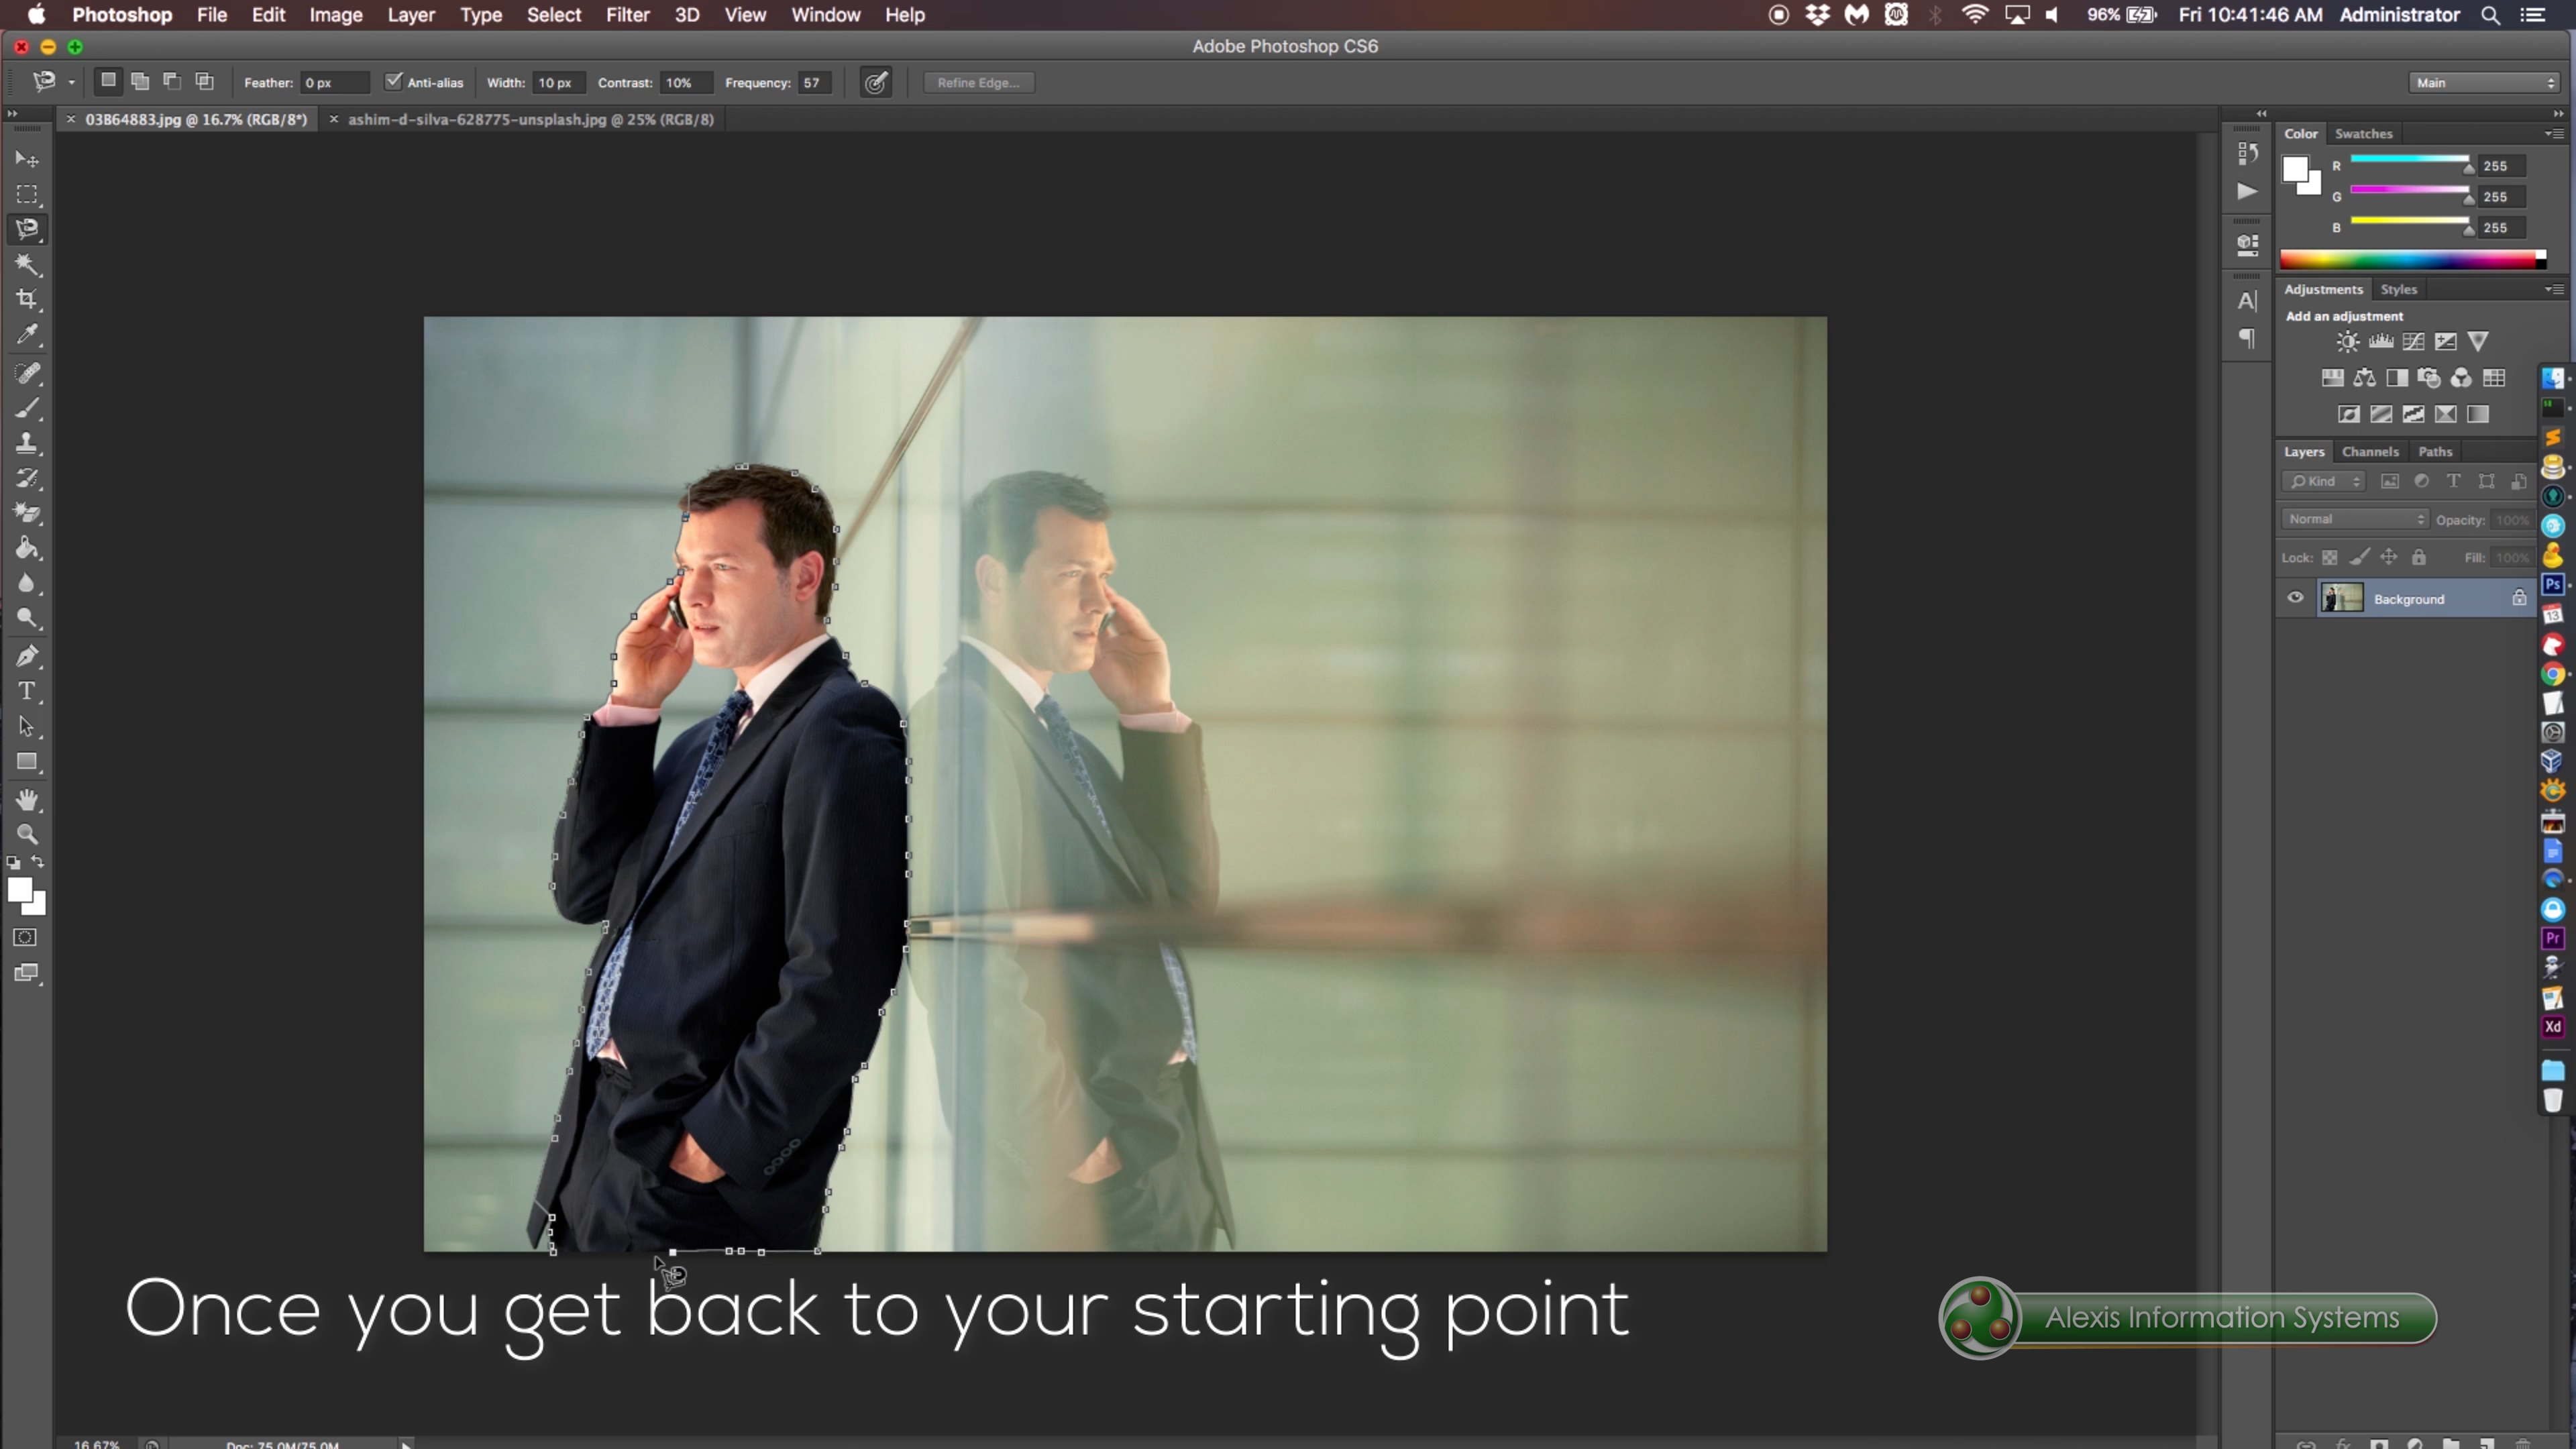 Photoshop File Edit Image Layer Type Select Filter 3D View Window Help 96% Fri 10:41:46 AM Administrator
Adobe Photoshop CS6
Feather: 0 px Anti-alias Width: 10 px Contrast: 10% Frequency: 57 Refine Edge... Main
03B64883.jpg @ 16.7% (RGB/8*) ashim-d-silva-628775-unsplash.jpg @ 25% (RGB/8)
Color Swatches
R 255
G 255
B 255
Adjustments Styles
Add an adjustment
Layers Channels Paths
Kind
Normal Opacity: 100%
Lock: Fill: 100%
Background
Ps
13
Pr
Xd
Once you get back to your starting point
Alexis Information Systems
16.67% Doc: 75.0M/75.0M